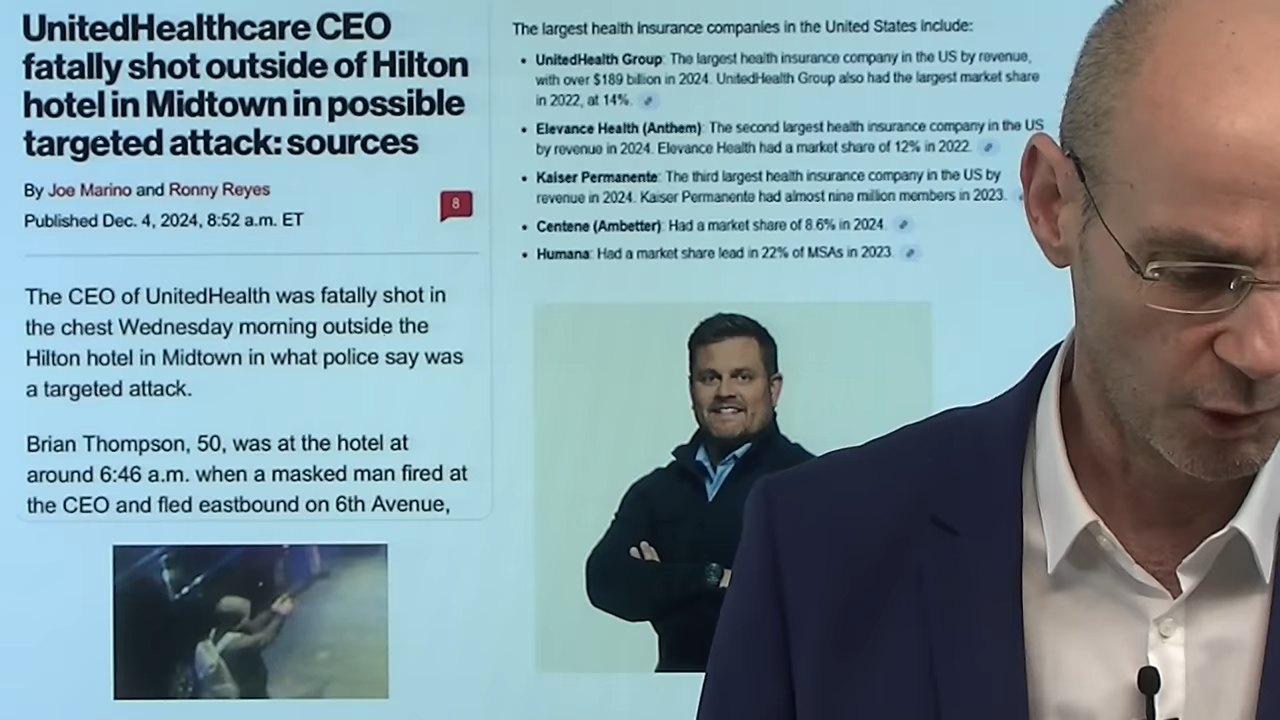 UnitedHealthcare CEO
fatally shot outside of Hilton
hotel in Midtown in possible
targeted attack: sources
By Joe Marino and Ronny Reyes
Published Dec. 4, 2024, 8:52 a.m. ET
8
The CEO of UnitedHealth was fatally shot in
the chest Wednesday morning outside the
Hilton hotel in Midtown in what police say was
a targeted attack.
Brian Thompson, 50, was at the hotel at
around 6:46 a.m. when a masked man fired at
the CEO and fled eastbound on 6th Avenue,
The largest health insurance companies in the United States include:
• UnitedHealth Group: The largest health insurance company in the US by revenue,
with over $189 billion in 2024. UnitedHealth Group also had the largest market share
in 2022, at 14%.
• Elevance Health (Anthem): The second largest health insurance company in the US
by revenue in 2024. Elevance Health had a market share of 12% in 2022.
• Kaiser Permanente: The third largest health insurance company in the US by
revenue in 2024. Kaiser Permanente had almost nine million members in 2023.
• Centene (Ambetter): Had a market share of 8.6% in 2024.
• Humana: Had a market share lead in 22% of MSAs in 2023.